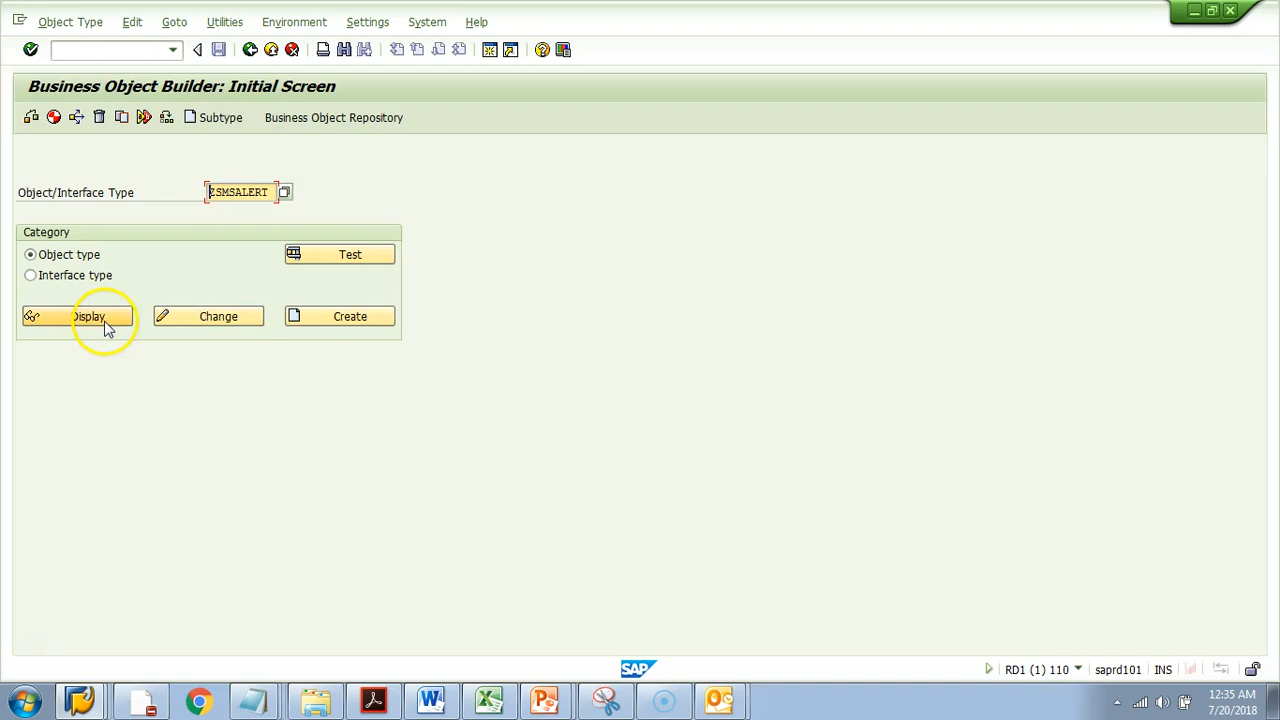 Object Type Edit Goto Utilities Environment Settings System Help
Business Object Builder: Initial Screen
Subtype Business Object Repository
Object/Interface Type ZSMSALERT
Category
Object type Test
Interface type
Display Change Create
SAP RD1 (1) 110 saprd101 INS
12:35 AM
7/20/2018